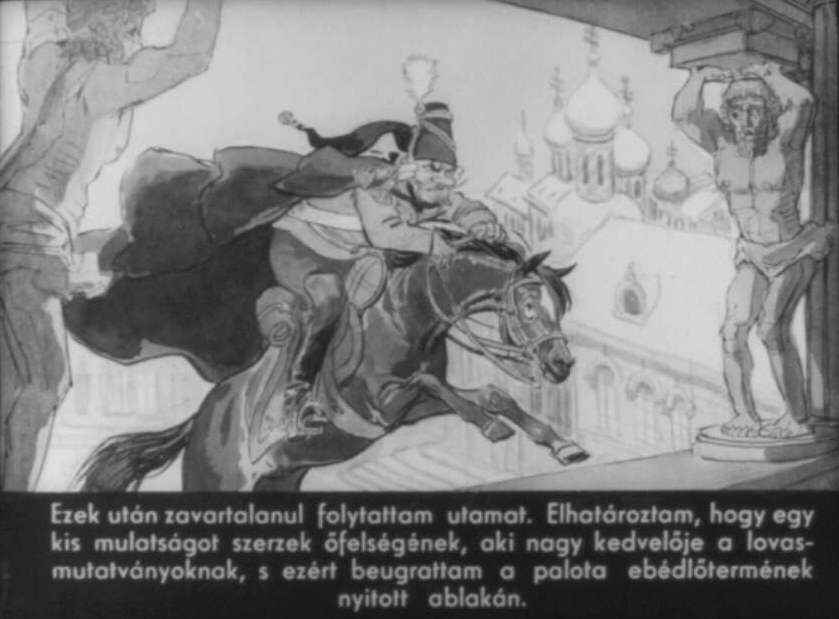 Ezek után zavartalanul folytattam utamat. Elhatároztam, hogy egy
kis mulatságot szerzek őfelségének, aki nagy kedvelője a lovas-
mutatványoknak, s ezért beugrattam a palota ebédlőtermének
nyitott ablakán.